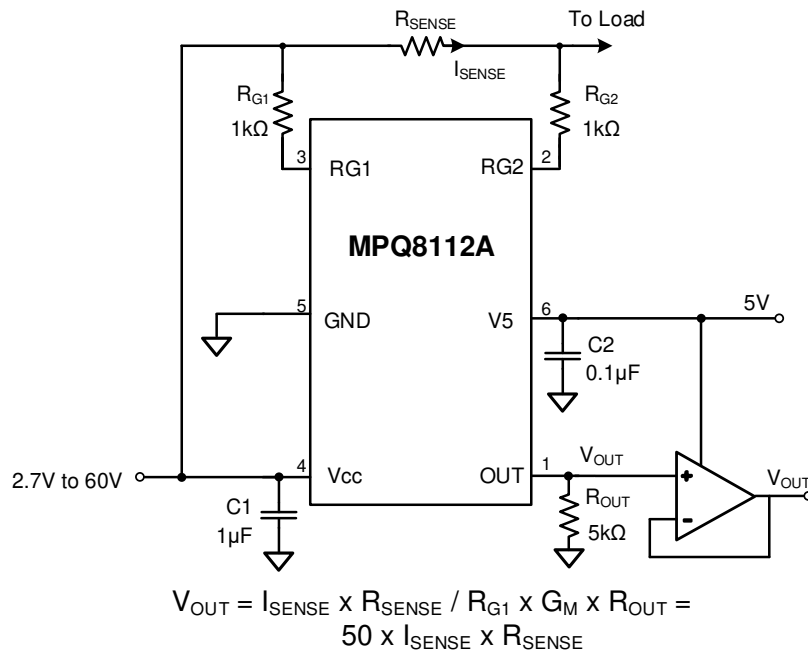 RSENSE
To Load
ISENSE
RG1
1kΩ
RG2
1kΩ
3
2
RG1
RG2
MPQ8112A
5
6
5V
GND
V5
C2
0.1µF
2.7V to 60V
4
Vcc
OUT
1
VOUT
VOUT
C1
1µF
ROUT
5kΩ
+
-
VOUT = ISENSE x RSENSE / RG1 x GM x ROUT =
50 x ISENSE x RSENSE